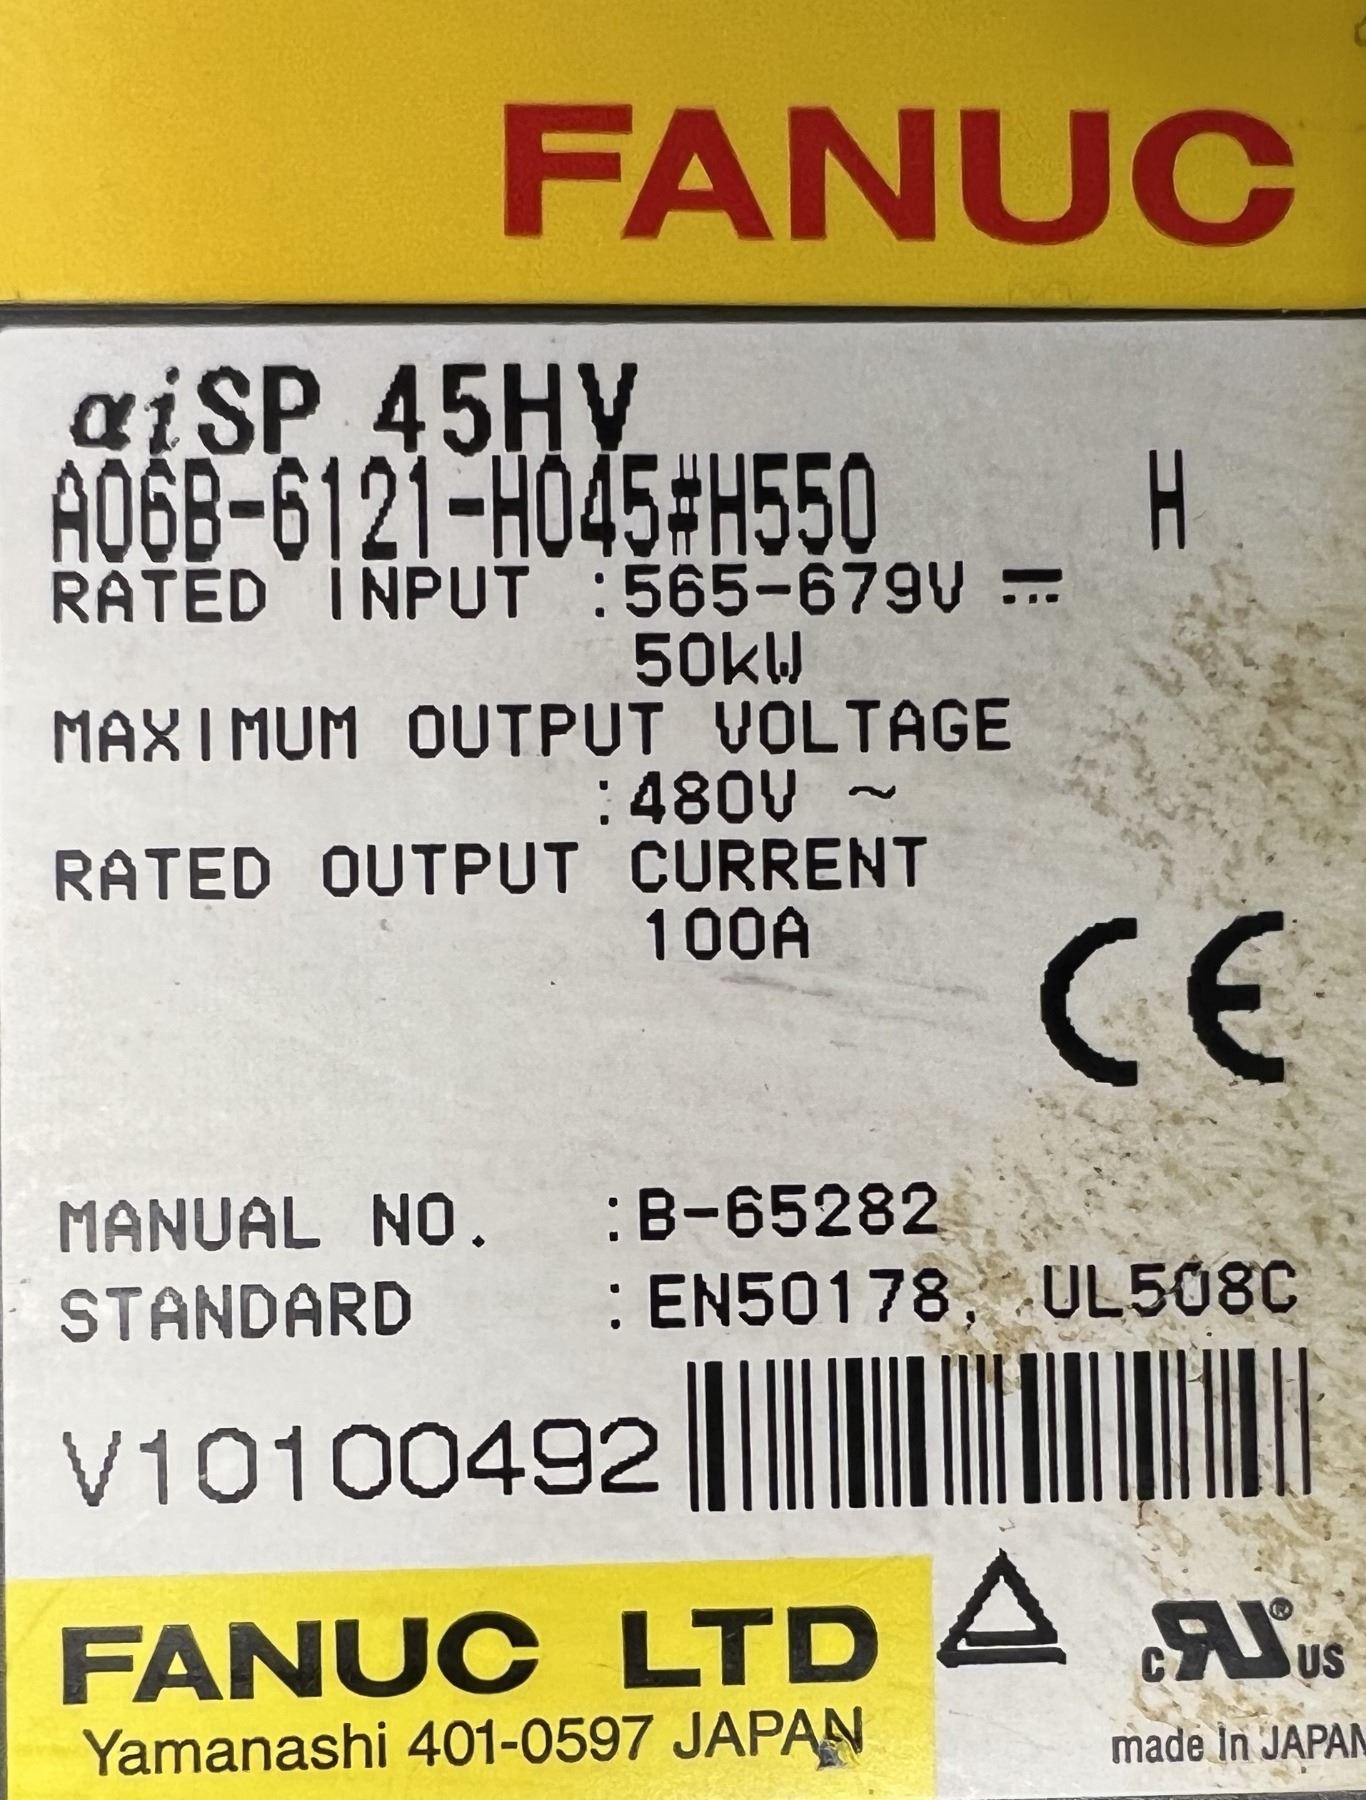 FANUC
αiSP 45HV
A06B-6121-H045#H550 H
RATED INPUT :565-679V ⎓
50kW
MAXIMUM OUTPUT VOLTAGE
:480V ~
RATED OUTPUT CURRENT
100A
CE
MANUAL NO. :B-65282
STANDARD :EN50178, UL508C
V10100492
FANUC LTD
Yamanashi 401-0597 JAPAN
c RU ® US
made in JAPAN